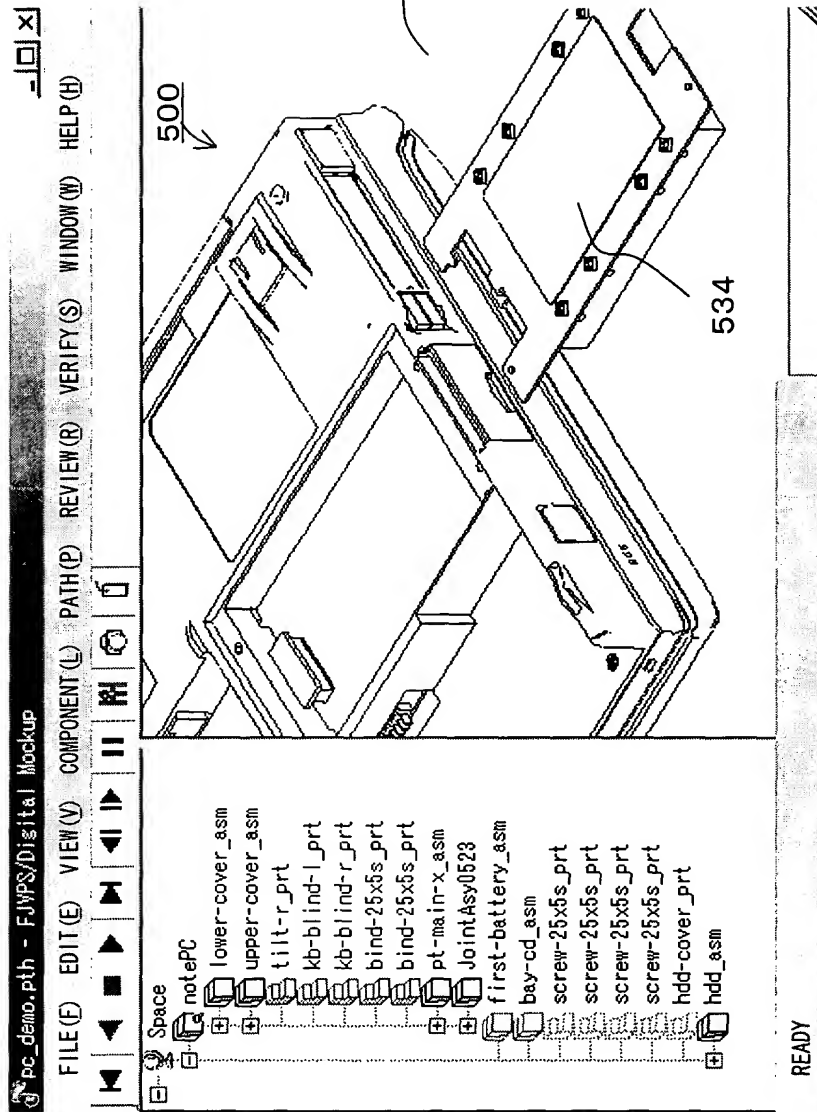 pc_demo.pth - FJVPS/Digital Mockup
FILE(F) EDIT(E) VIEW(V) COMPONENT(L) PATH(P) REVIEW(R) VERIFY(S) WINDOW(W) HELP(H)
Space
notePC
lower-cover_asm
upper-cover_asm
tilt-r_prt
kb-blind-l_prt
kb-blind-r_prt
bind-25x5s_prt
bind-25x5s_prt
pt-main-x_asm
JointAsy0523
first-battery_asm
bay-cd_asm
screw-25x5s_prt
screw-25x5s_prt
screw-25x5s_prt
screw-25x5s_prt
hdd-cover_prt
hdd_asm
500
534
READY